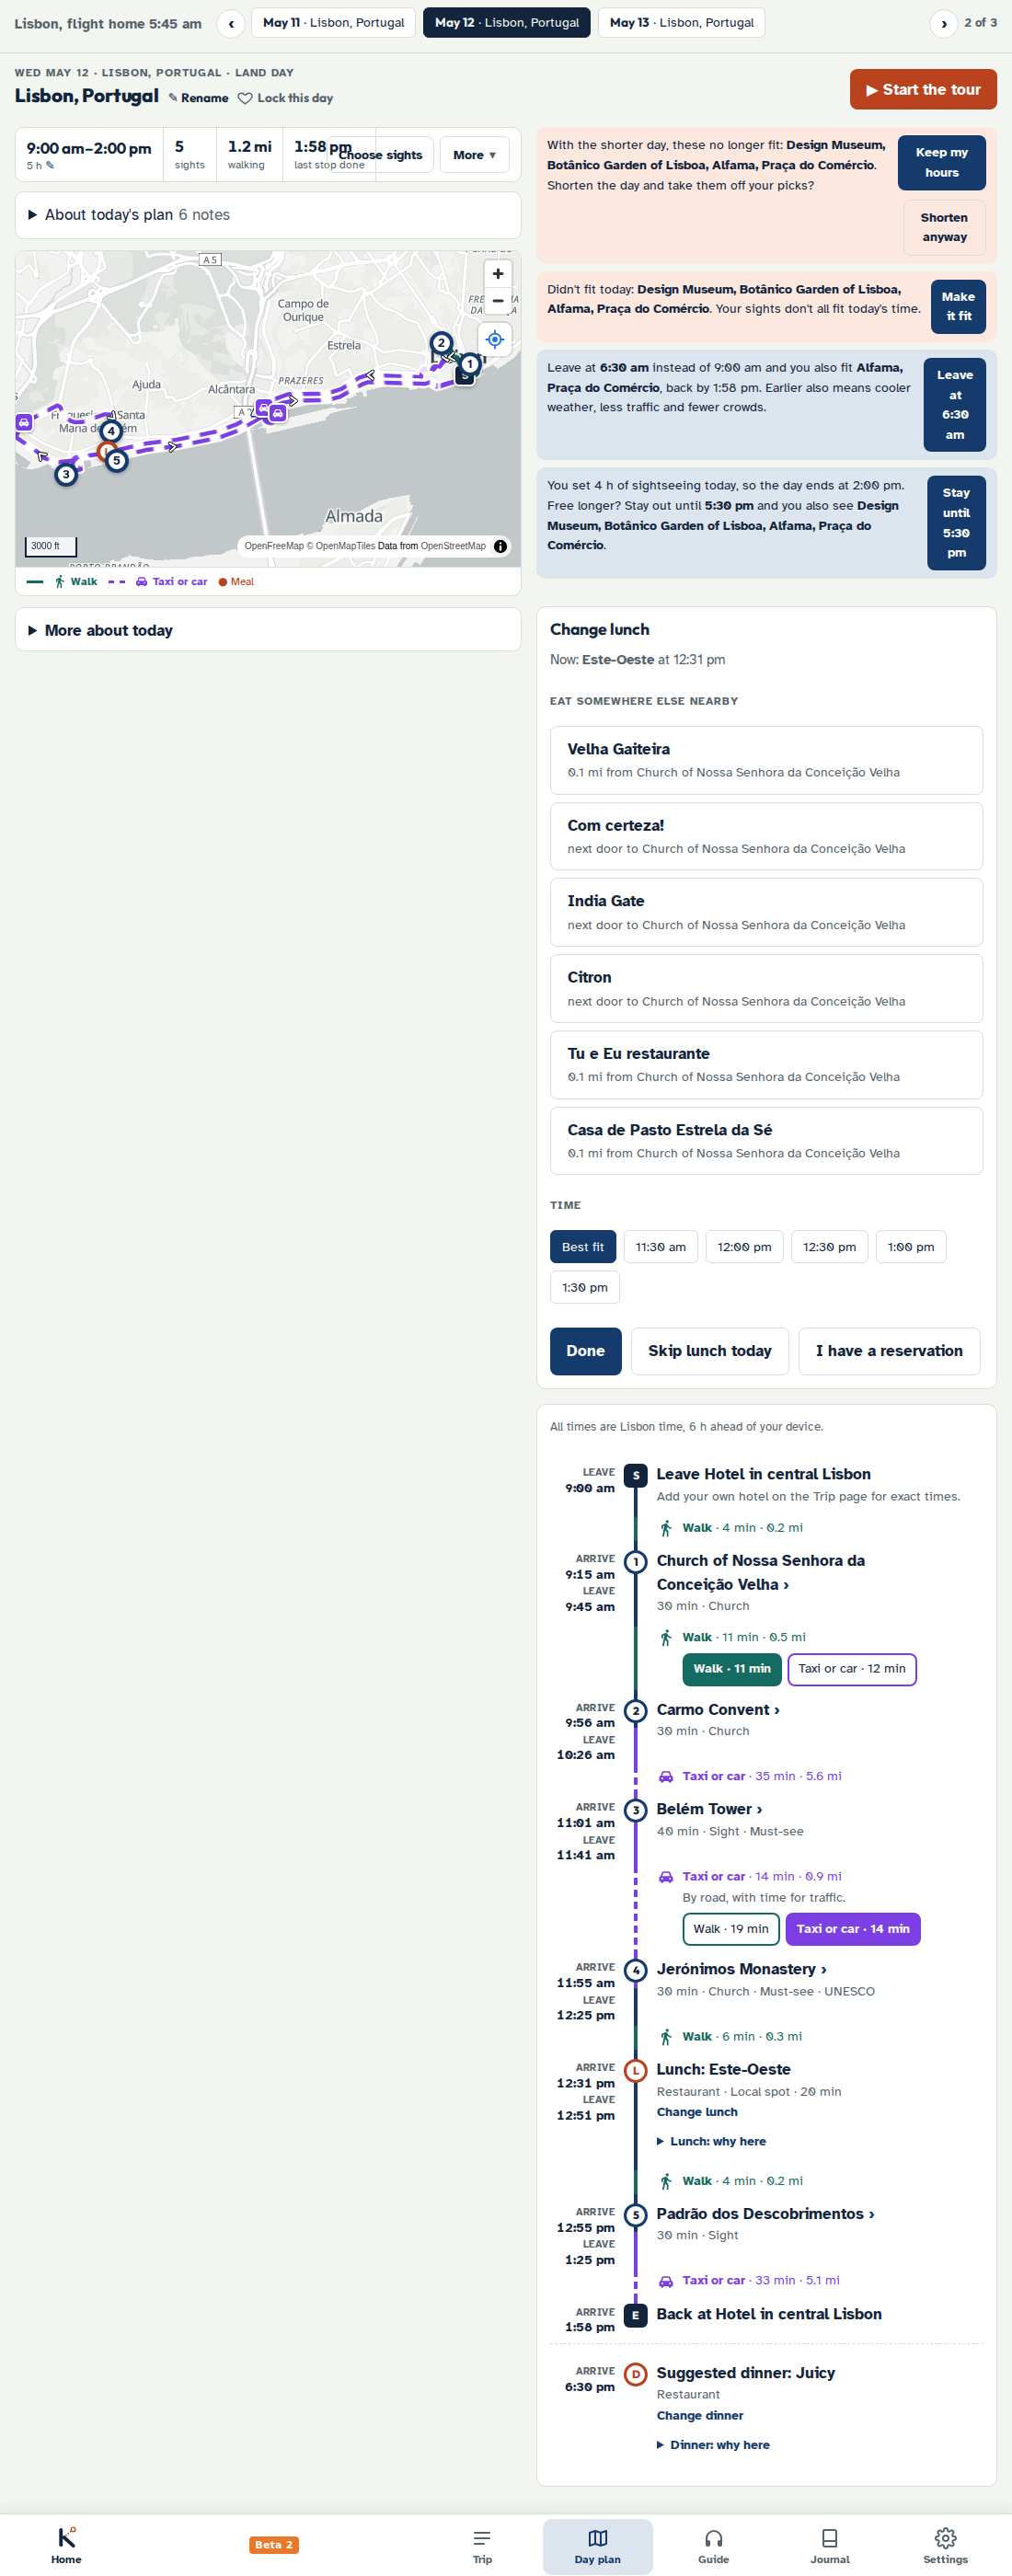 Lisbon, flight home 5:45 am
‹
May 11 · Lisbon, Portugal
May 12 · Lisbon, Portugal
May 13 · Lisbon, Portugal
›
2 of 3
WED MAY 12 · LISBON, PORTUGAL · LAND DAY
Lisbon, Portugal ✎ Rename ♡ Lock this day
▶ Start the tour
9:00 am–2:00 pm
5 h ✎
5
sights
1.2 mi
walking
1:58 pm
last stop done
Choose sights
More ▼
▶ About today's plan 6 notes
A 5
Campo de
Ourique
Estrela
PRAZERES
Ajuda
Alcântara
Santa
Maria de
Almada
2
1
4
5
3
+
−
3000 ft
OpenFreeMap © OpenMapTiles Data from OpenStreetMap
Walk
Taxi or car
Meal
▶ More about today
With the shorter day, these no longer fit: Design Museum,
Botânico Garden of Lisboa, Alfama, Praça do Comércio.
Shorten the day and take them off your picks?
Keep my
hours
Shorten
anyway
Didn't fit today: Design Museum, Botânico Garden of Lisboa,
Alfama, Praça do Comércio. Your sights don't all fit today's time.
Make
it fit
Leave at 6:30 am instead of 9:00 am and you also fit Alfama,
Praça do Comércio, back by 1:58 pm. Earlier also means cooler
weather, less traffic and fewer crowds.
Leave
at
6:30
am
You set 4 h of sightseeing today, so the day ends at 2:00 pm.
Free longer? Stay out until 5:30 pm and you also see Design
Museum, Botânico Garden of Lisboa, Alfama, Praça do
Comércio.
Stay
until
5:30
pm
Change lunch
Now: Este-Oeste at 12:31 pm
EAT SOMEWHERE ELSE NEARBY
Velha Gaiteira
0.1 mi from Church of Nossa Senhora da Conceição Velha
Com certeza!
next door to Church of Nossa Senhora da Conceição Velha
India Gate
next door to Church of Nossa Senhora da Conceição Velha
Citron
next door to Church of Nossa Senhora da Conceição Velha
Tu e Eu restaurante
0.1 mi from Church of Nossa Senhora da Conceição Velha
Casa de Pasto Estrela da Sé
0.1 mi from Church of Nossa Senhora da Conceição Velha
TIME
Best fit
11:30 am
12:00 pm
12:30 pm
1:00 pm
1:30 pm
Done
Skip lunch today
I have a reservation
All times are Lisbon time, 6 h ahead of your device.
LEAVE
9:00 am
S
Leave Hotel in central Lisbon
Add your own hotel on the Trip page for exact times.
Walk · 4 min · 0.2 mi
ARRIVE
9:15 am
LEAVE
9:45 am
1
Church of Nossa Senhora da
Conceição Velha ›
30 min · Church
Walk · 11 min · 0.5 mi
Walk · 11 min
Taxi or car · 12 min
ARRIVE
9:56 am
LEAVE
10:26 am
2
Carmo Convent ›
30 min · Church
Taxi or car · 35 min · 5.6 mi
ARRIVE
11:01 am
LEAVE
11:41 am
3
Belém Tower ›
40 min · Sight · Must-see
Taxi or car · 14 min · 0.9 mi
By road, with time for traffic.
Walk · 19 min
Taxi or car · 14 min
ARRIVE
11:55 am
LEAVE
12:25 pm
4
Jerónimos Monastery ›
30 min · Church · Must-see · UNESCO
Walk · 6 min · 0.3 mi
ARRIVE
12:31 pm
LEAVE
12:51 pm
L
Lunch: Este-Oeste
Restaurant · Local spot · 20 min
Change lunch
▶ Lunch: why here
Walk · 4 min · 0.2 mi
ARRIVE
12:55 pm
LEAVE
1:25 pm
5
Padrão dos Descobrimentos ›
30 min · Sight
Taxi or car · 33 min · 5.1 mi
ARRIVE
1:58 pm
E
Back at Hotel in central Lisbon
ARRIVE
6:30 pm
D
Suggested dinner: Juicy
Restaurant
Change dinner
▶ Dinner: why here
Home
Beta 2
Trip
Day plan
Guide
Journal
Settings